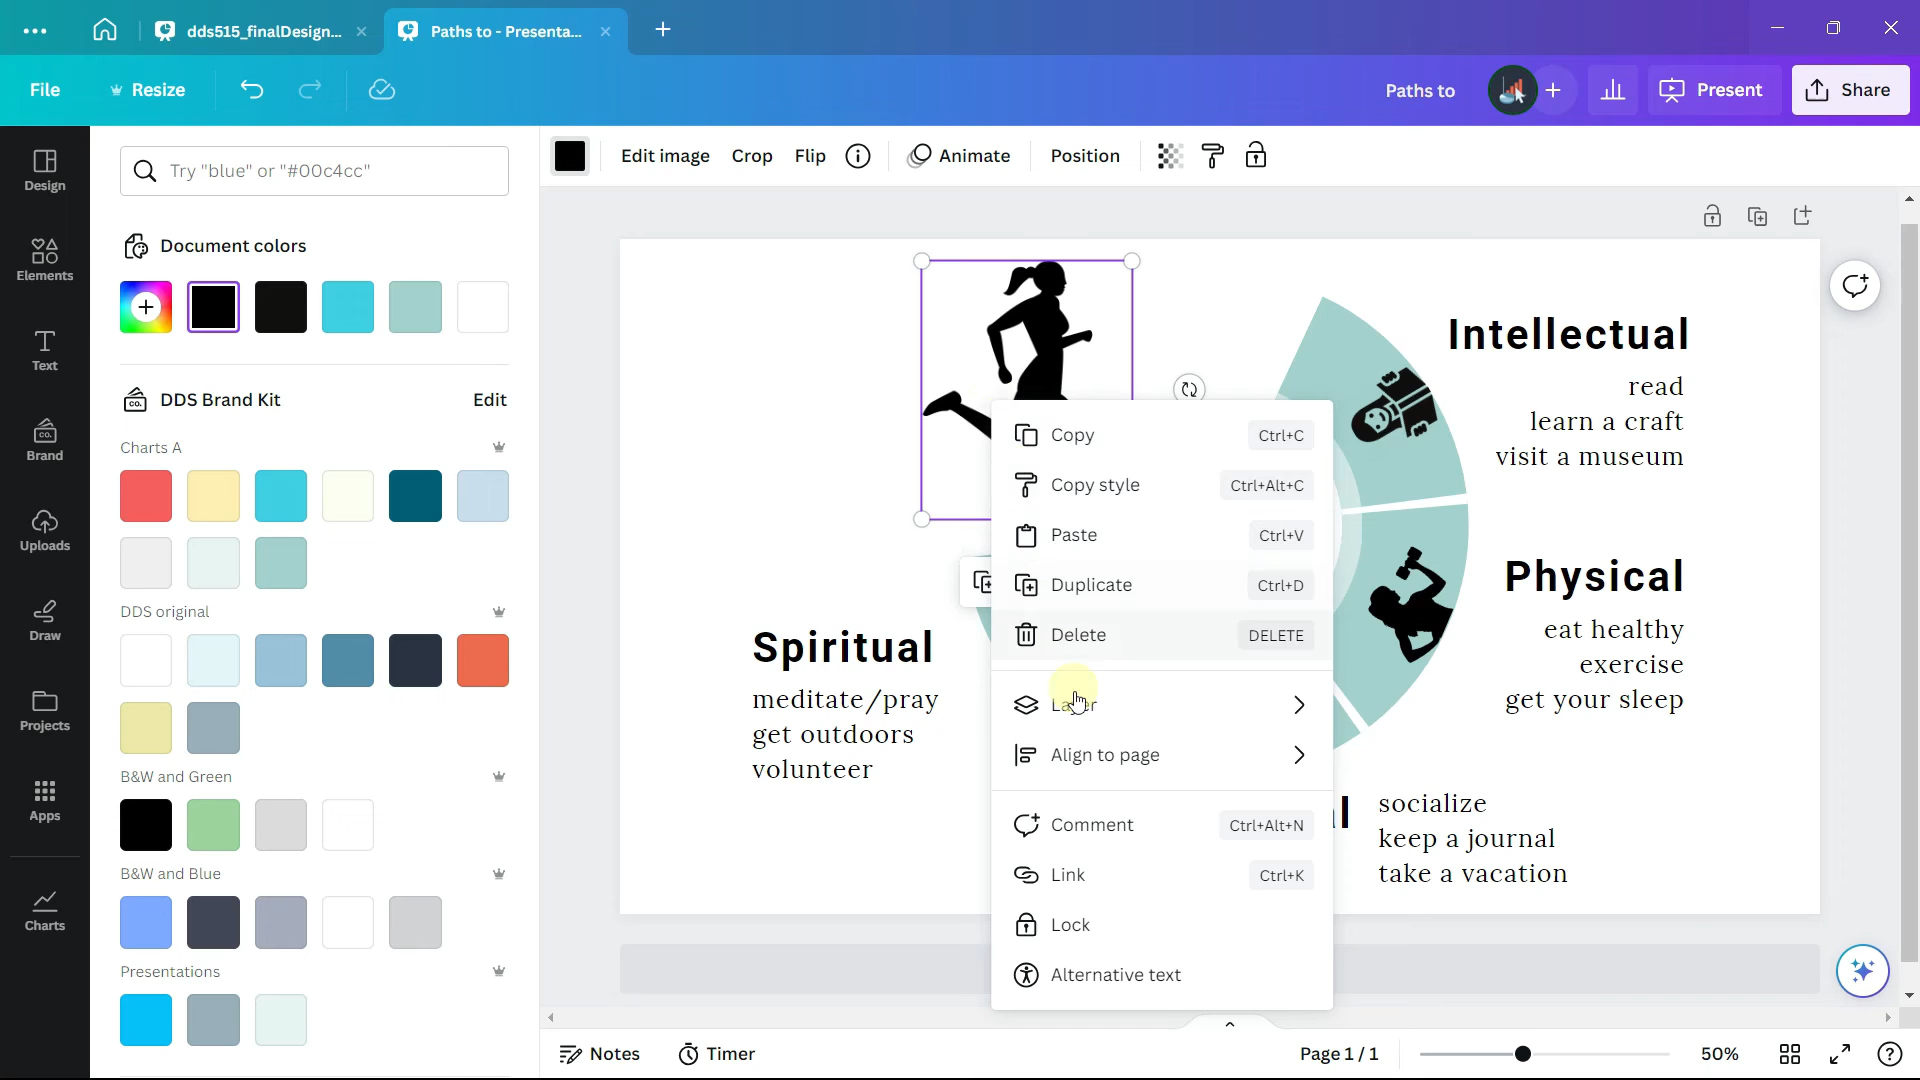 dds515_finalDesign...
Paths to - Presenta...
File
Resize
Paths to
Present
Share
Design
Elements
Text
Brand
Uploads
Draw
Projects
Apps
Charts
Try "blue" or "#00c4cc"
Document colors
DDS Brand Kit
Edit
Charts A
DDS original
B&W and Green
B&W and Blue
Presentations
Edit image
Crop
Flip
Animate
Position
Intellectual
read
learn a craft
visit a museum
Physical
eat healthy
exercise
get your sleep
Spiritual
meditate/pray
get outdoors
volunteer
socialize
keep a journal
take a vacation
Copy Ctrl+C
Copy style Ctrl+Alt+C
Paste Ctrl+V
Duplicate Ctrl+D
Delete DELETE
Layer
Align to page
Comment Ctrl+Alt+N
Link Ctrl+K
Lock
Alternative text
Notes
Timer
Page 1 / 1
50%